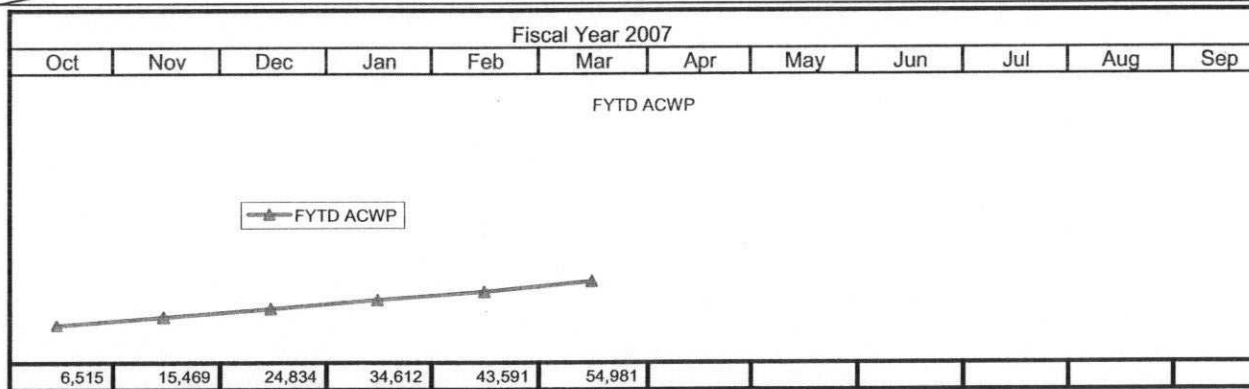 Fiscal Year 2007
Oct Nov Dec Jan Feb Mar Apr May Jun Jul Aug Sep
FYTD ACWP
FYTD ACWP
6,515 15,469 24,834 34,612 43,591 54,981